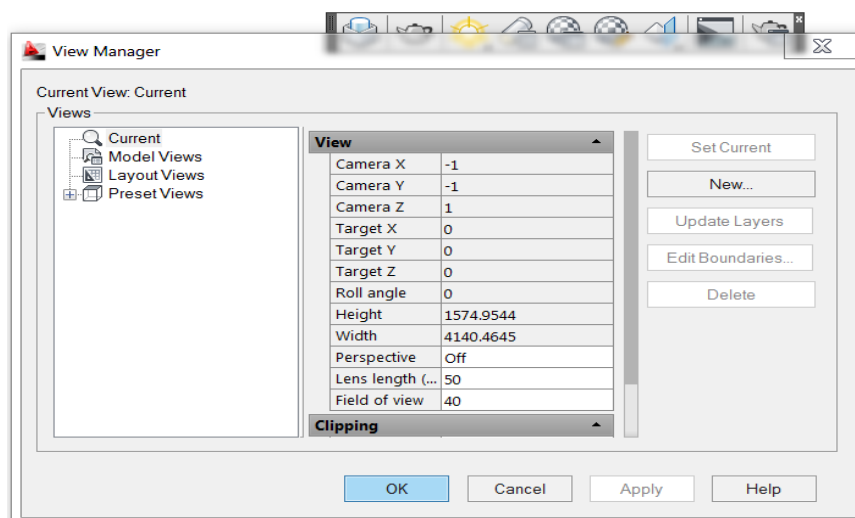 View Manager
Current View: Current
Views
Current
Model Views
Layout Views
Preset Views
View
Camera X -1
Camera Y -1
Camera Z 1
Target X 0
Target Y 0
Target Z 0
Roll angle 0
Height 1574.9544
Width 4140.4645
Perspective Off
Lens length (... 50
Field of view 40
Clipping
Set Current
New...
Update Layers
Edit Boundaries...
Delete
OK Cancel Apply Help